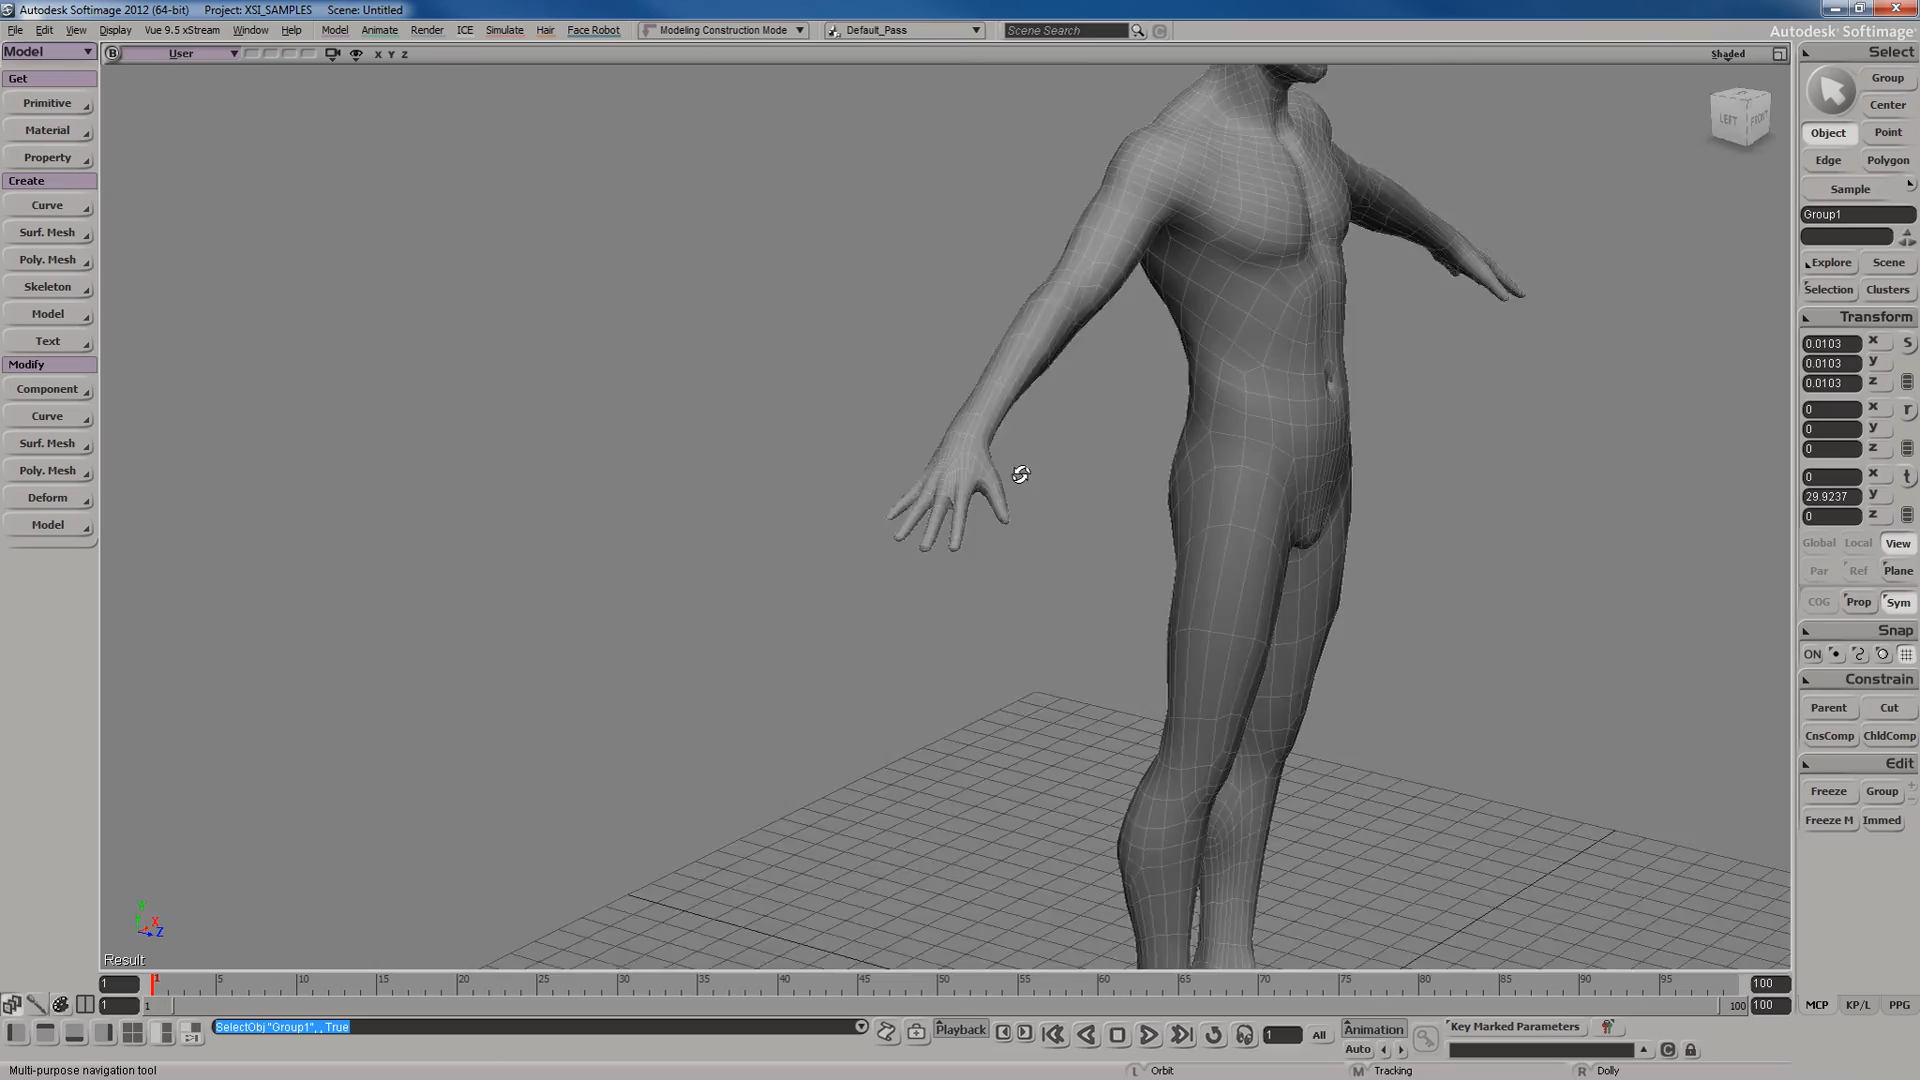 Autodesk Softimage 2012 (64-bit) Project: XSI_SAMPLES Scene: Untitled
File Edit View Display Vue 9.5 xStream Window Help Model Animate Render ICE Simulate Hair Face Robot Modeling Construction Mode Default_Pass Scene Search
Autodesk® Softimage®
Model
B User X Y Z Shaded
Get
Primitive
Material
Property
Create
Curve
Surf. Mesh
Poly. Mesh
Skeleton
Model
Text
Modify
Component
Curve
Surf. Mesh
Poly. Mesh
Deform
Model
LEFT FRONT
Y
X
Z
Result
Select
Group
Center
Object Point
Edge Polygon
Sample
Group1
Explore Scene
Selection Clusters
Transform
0.0103 x s
0.0103 y
0.0103 z
0 x r
0 y
0 z
0 x t
29.9237 y
0 z
Global Local View
Par Ref Plane
COG Prop Sym
Snap
ON
Constrain
Parent Cut
CnsComp ChldComp
Edit
Freeze Group + -
Freeze M Immed
1 1 5 10 15 20 25 30 35 40 45 50 55 60 65 70 75 80 85 90 95 100
1 1 100 100
MCP KP/L PPG
SelectObj "Group1", , True
Playback 1 All
Animation
Auto
Key Marked Parameters
C
Multi-purpose navigation tool
L Orbit M Tracking R Dolly